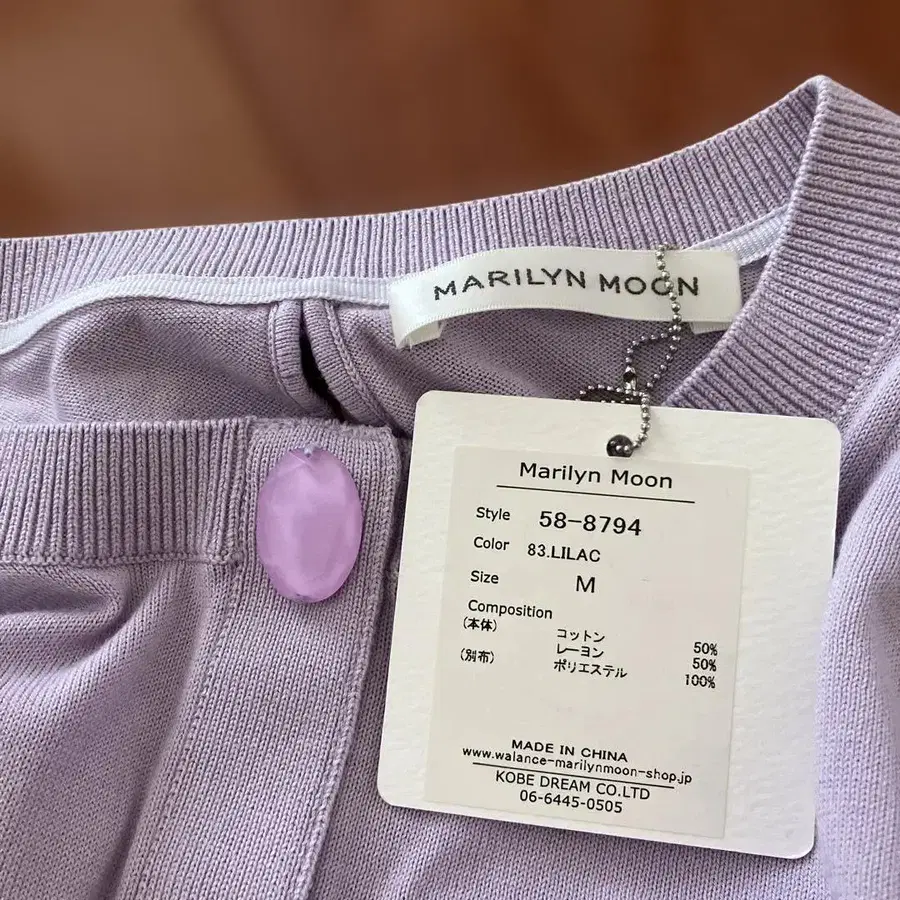 MARILYN MOON
Marilyn Moon
Style 58-8794
Color 83.LILAC
Size M
Composition
(本体) コットン 50%
レーヨン 50%
(別布) ポリエステル 100%
MADE IN CHINA
www.walance-marilynmoon-shop.jp
KOBE DREAM CO.LTD
06-6445-0505